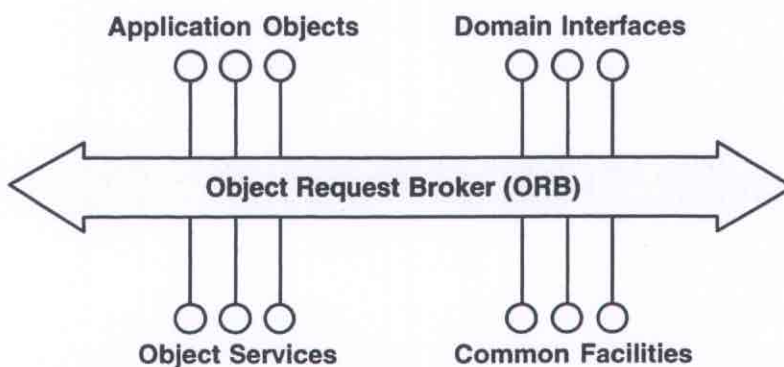 Application Objects
Domain Interfaces
Object Request Broker (ORB)
Object Services
Common Facilities